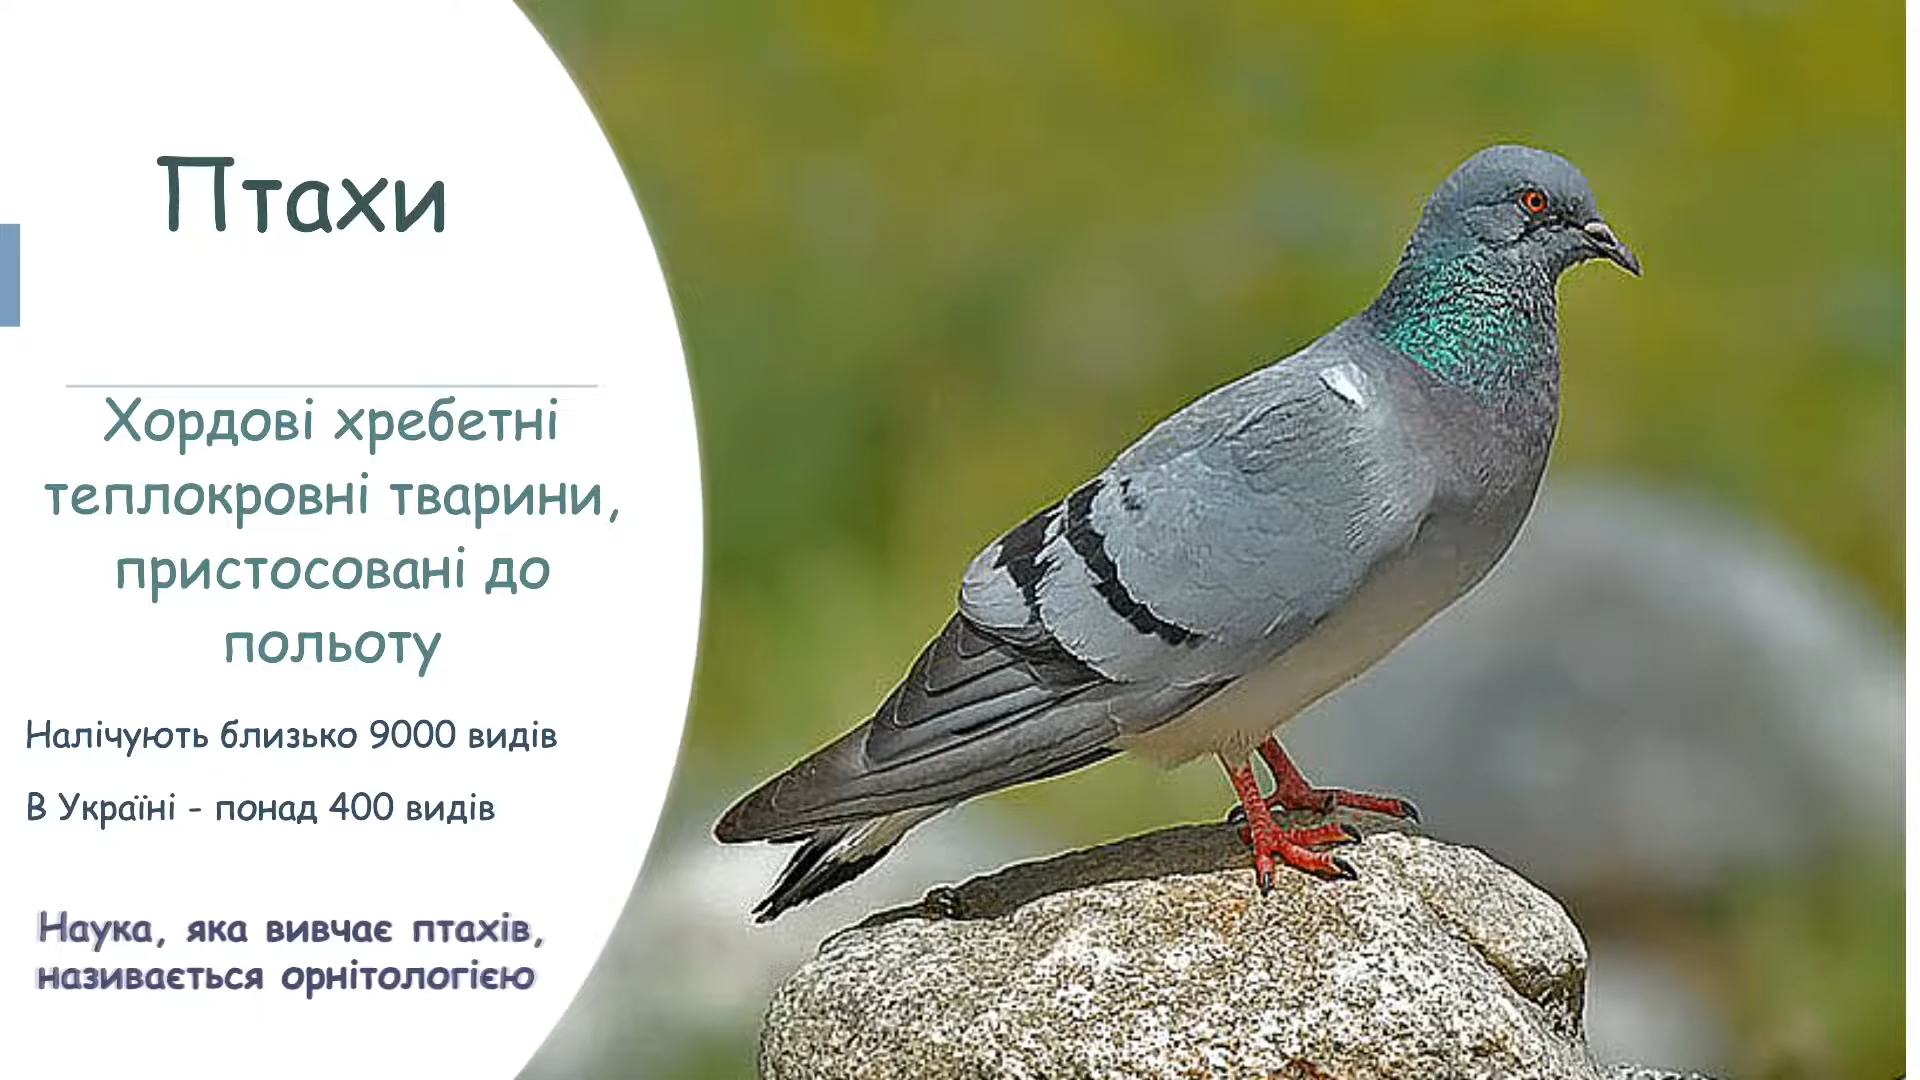 Птахи
Хордові хребетні
теплокровні тварини,
пристосовані до
польоту
Налічують близько 9000 видів
В Україні - понад 400 видів
Наука, яка вивчає птахів,
називається орнітологією